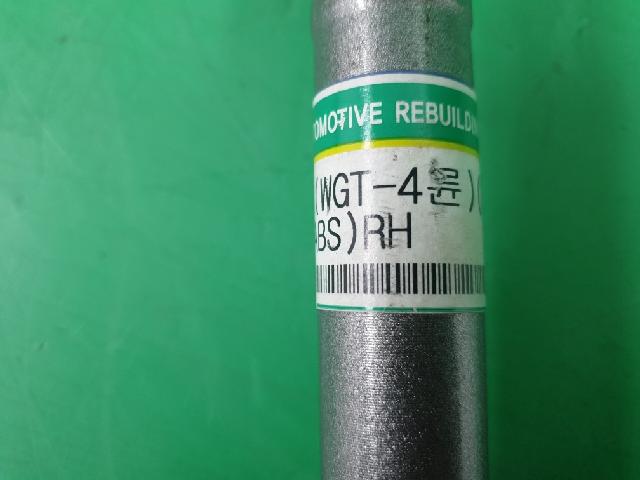 OMOTIVE REBUILDIN
(WGT-4륜)(
BS)RH